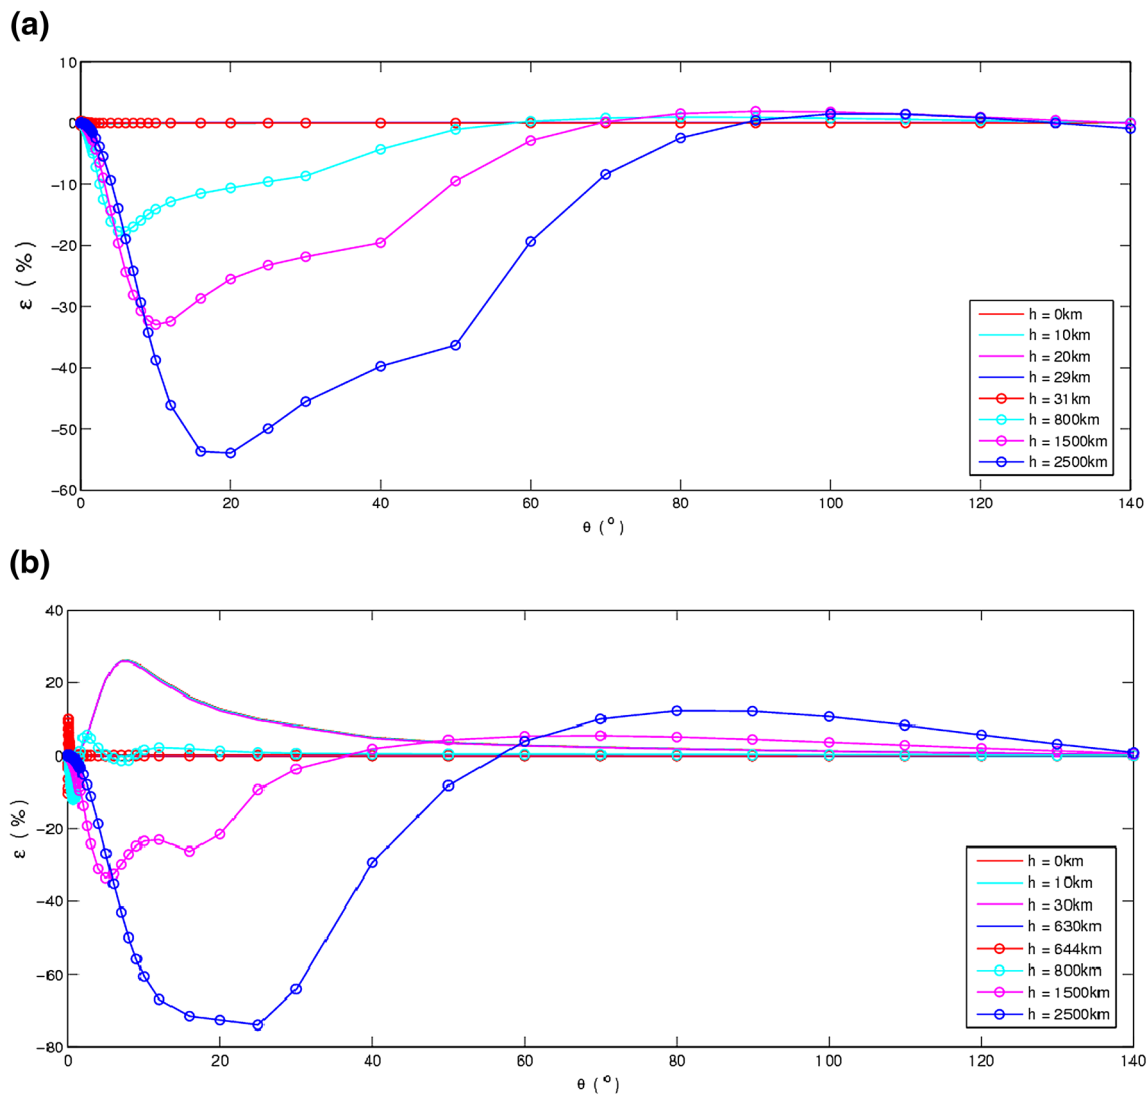 (a)
10
0
−10
−20
−30
−40
−50
−60
ε (%)
0 20 40 60 80 100 120 140
θ (°)
h = 0km
h = 10km
h = 20km
h = 29km
h = 31km
h = 800km
h = 1500km
h = 2500km
(b)
40
20
0
−20
−40
−60
−80
ε (%)
0 20 40 60 80 100 120 140
θ (°)
h = 0km
h = 10km
h = 30km
h = 630km
h = 644km
h = 800km
h = 1500km
h = 2500km